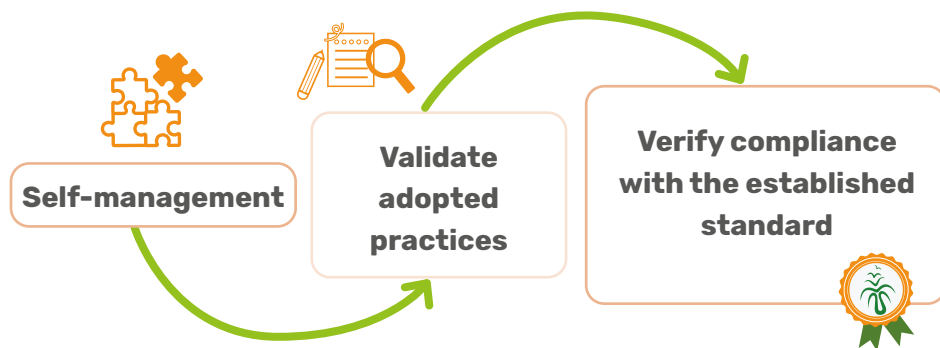 Self-management
Validate
adopted
practices
Verify compliance
with the established
standard